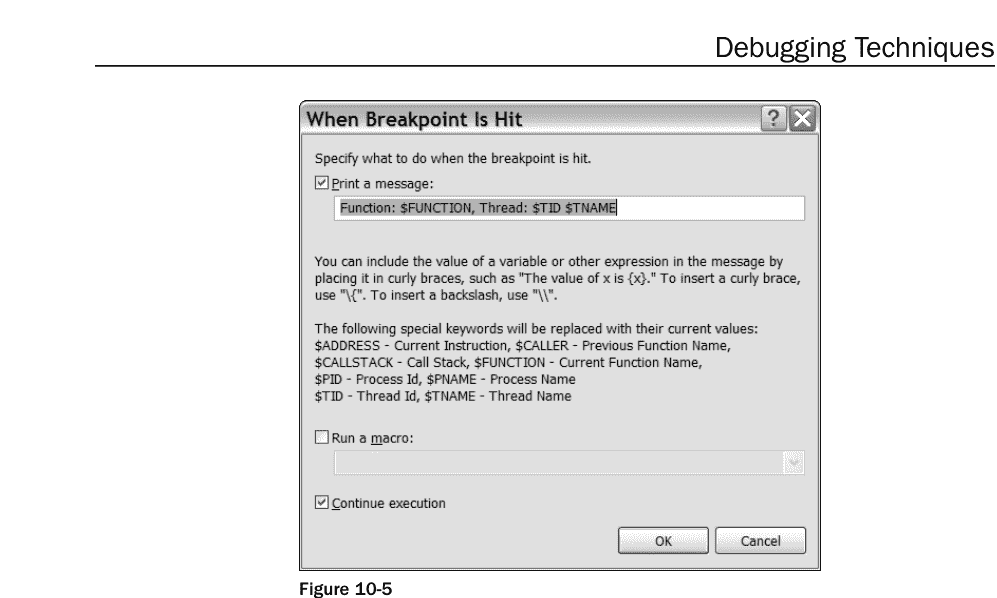 Debugging Techniques
When Breakpoint Is Hit
Specify what to do when the breakpoint is hit.
Print a message:
Function: $FUNCTION, Thread: $TID $TNAME
You can include the value of a variable or other expression in the message by
placing it in curly braces, such as "The value of x is {x}." To insert a curly brace,
use "\{". To insert a backslash, use "\\".
The following special keywords will be replaced with their current values:
$ADDRESS - Current Instruction, $CALLER - Previous Function Name,
$CALLSTACK - Call Stack, $FUNCTION - Current Function Name,
$PID - Process Id, $PNAME - Process Name
$TID - Thread Id, $TNAME - Thread Name
Run a macro:
Continue execution
OK Cancel
Figure 10-5